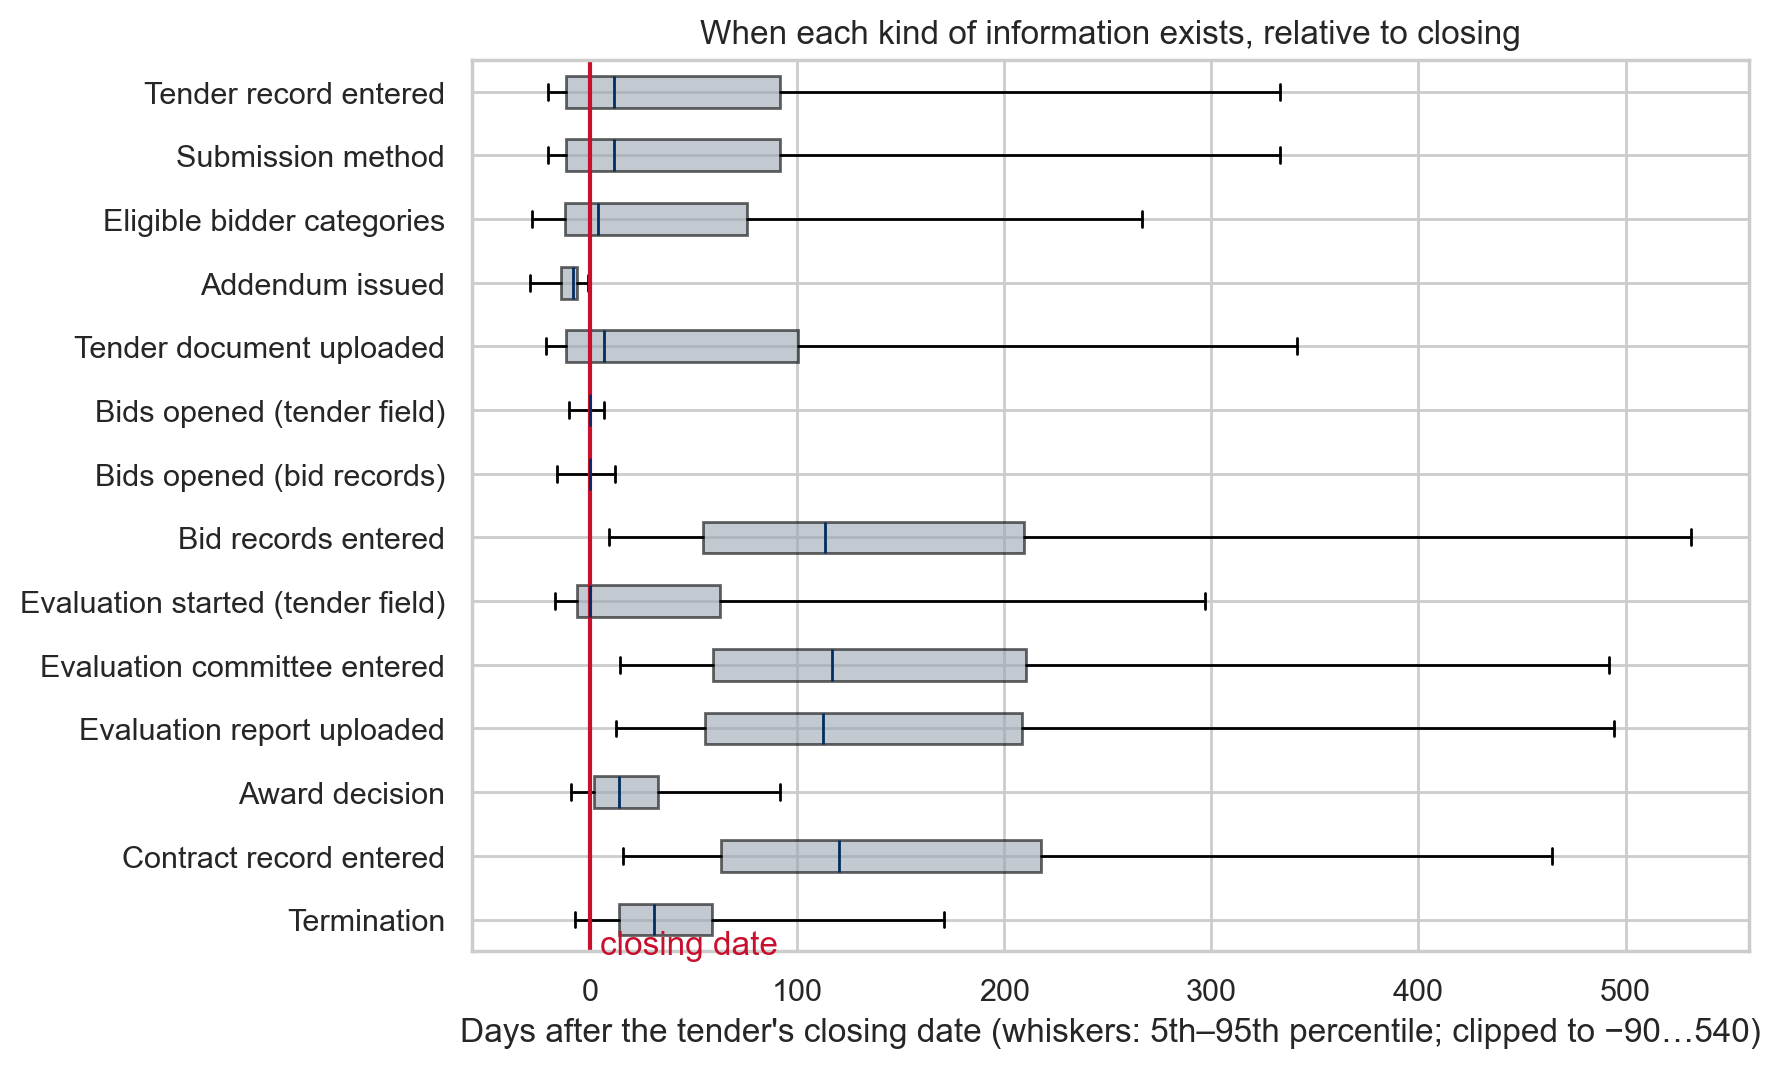 When each kind of information exists, relative to closing
Tender record entered
Submission method
Eligible bidder categories
Addendum issued
Tender document uploaded
Bids opened (tender field)
Bids opened (bid records)
Bid records entered
Evaluation started (tender field)
Evaluation committee entered
Evaluation report uploaded
Award decision
Contract record entered
Termination
closing date
0 100 200 300 400 500
Days after the tender's closing date (whiskers: 5th–95th percentile; clipped to −90…540)